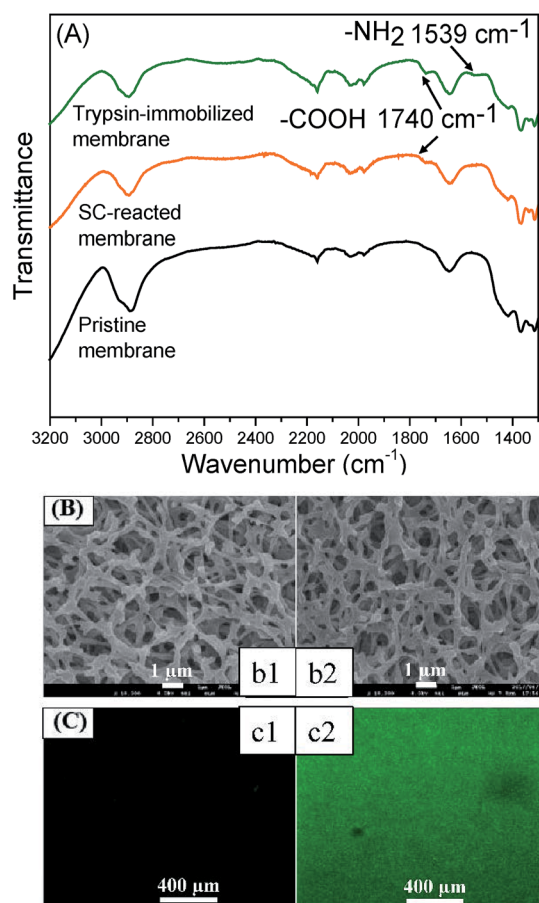 (A)
-NH2 1539 cm-1
-COOH 1740 cm-1
Trypsin-immobilized
membrane
SC-reacted
membrane
Pristine
membrane
Transmittance
3200 3000 2800 2600 2400 2200 2000 1800 1600 1400
Wavenumber (cm-1)
(B)
1 μm
1 μm
b1 b2
(C)
c1 c2
400 μm
400 μm